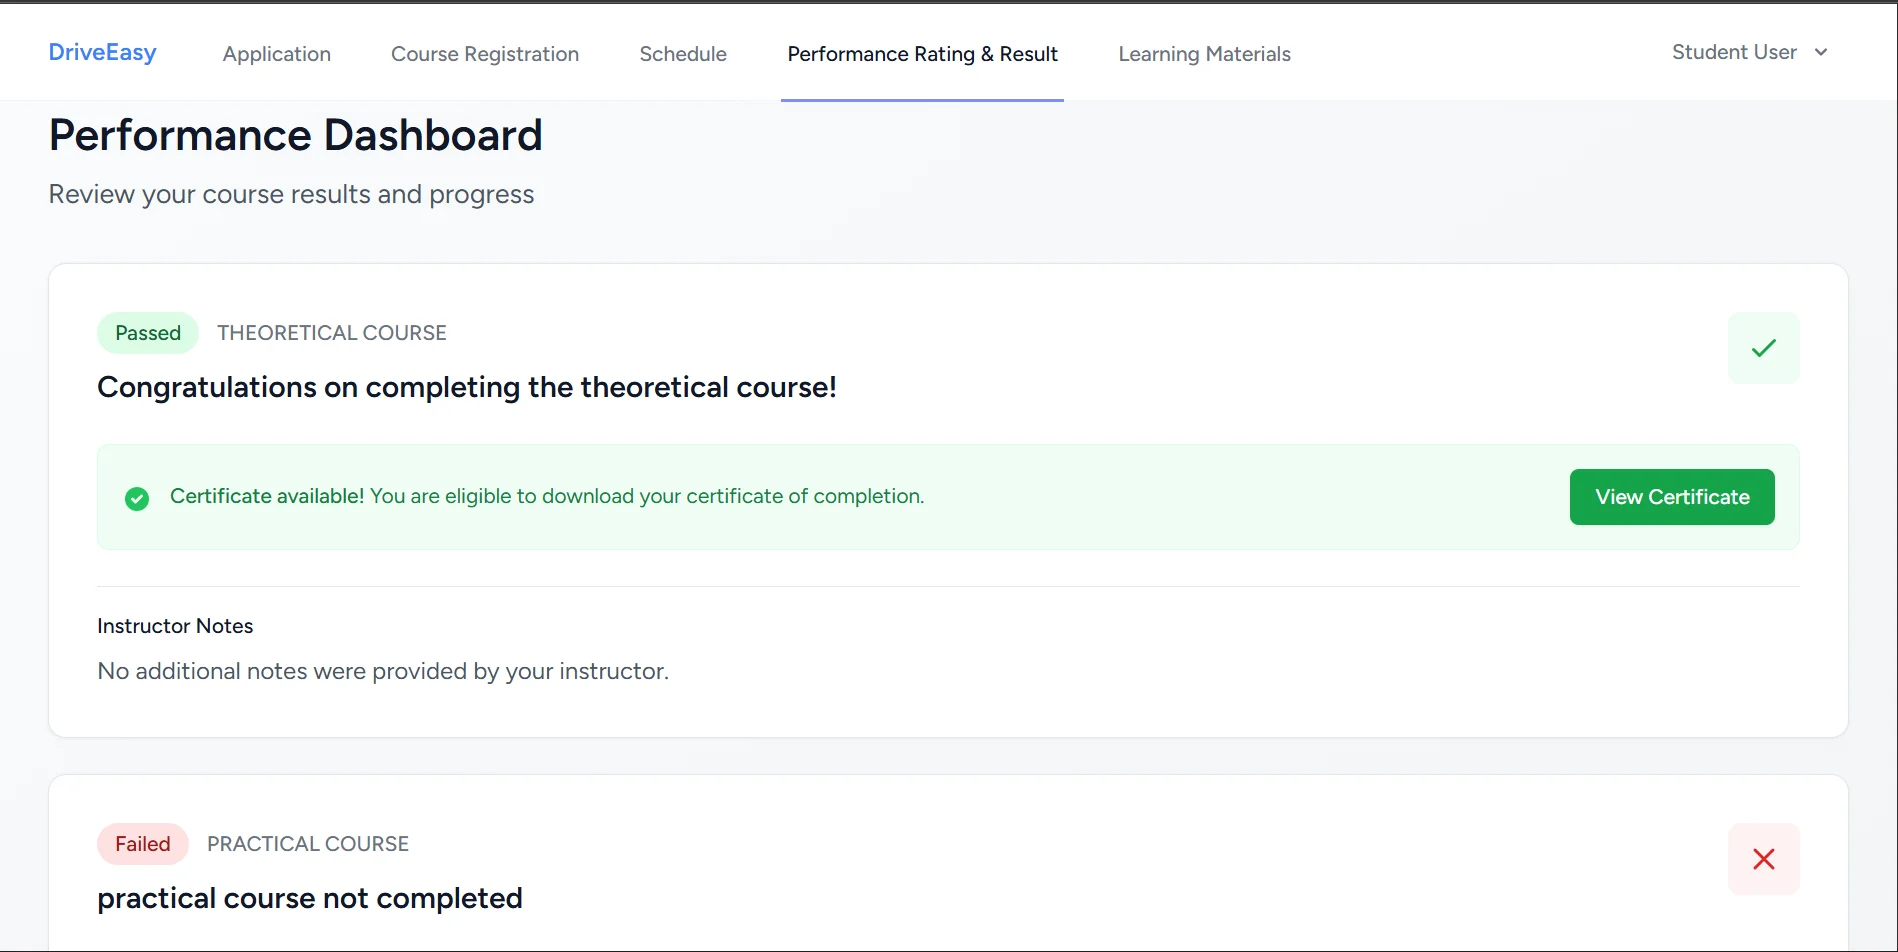 DriveEasy Application Course Registration Schedule Performance Rating & Result Learning Materials Student User
Performance Dashboard
Review your course results and progress
Passed THEORETICAL COURSE
Congratulations on completing the theoretical course!
Certificate available! You are eligible to download your certificate of completion. View Certificate
Instructor Notes
No additional notes were provided by your instructor.
Failed PRACTICAL COURSE
practical course not completed